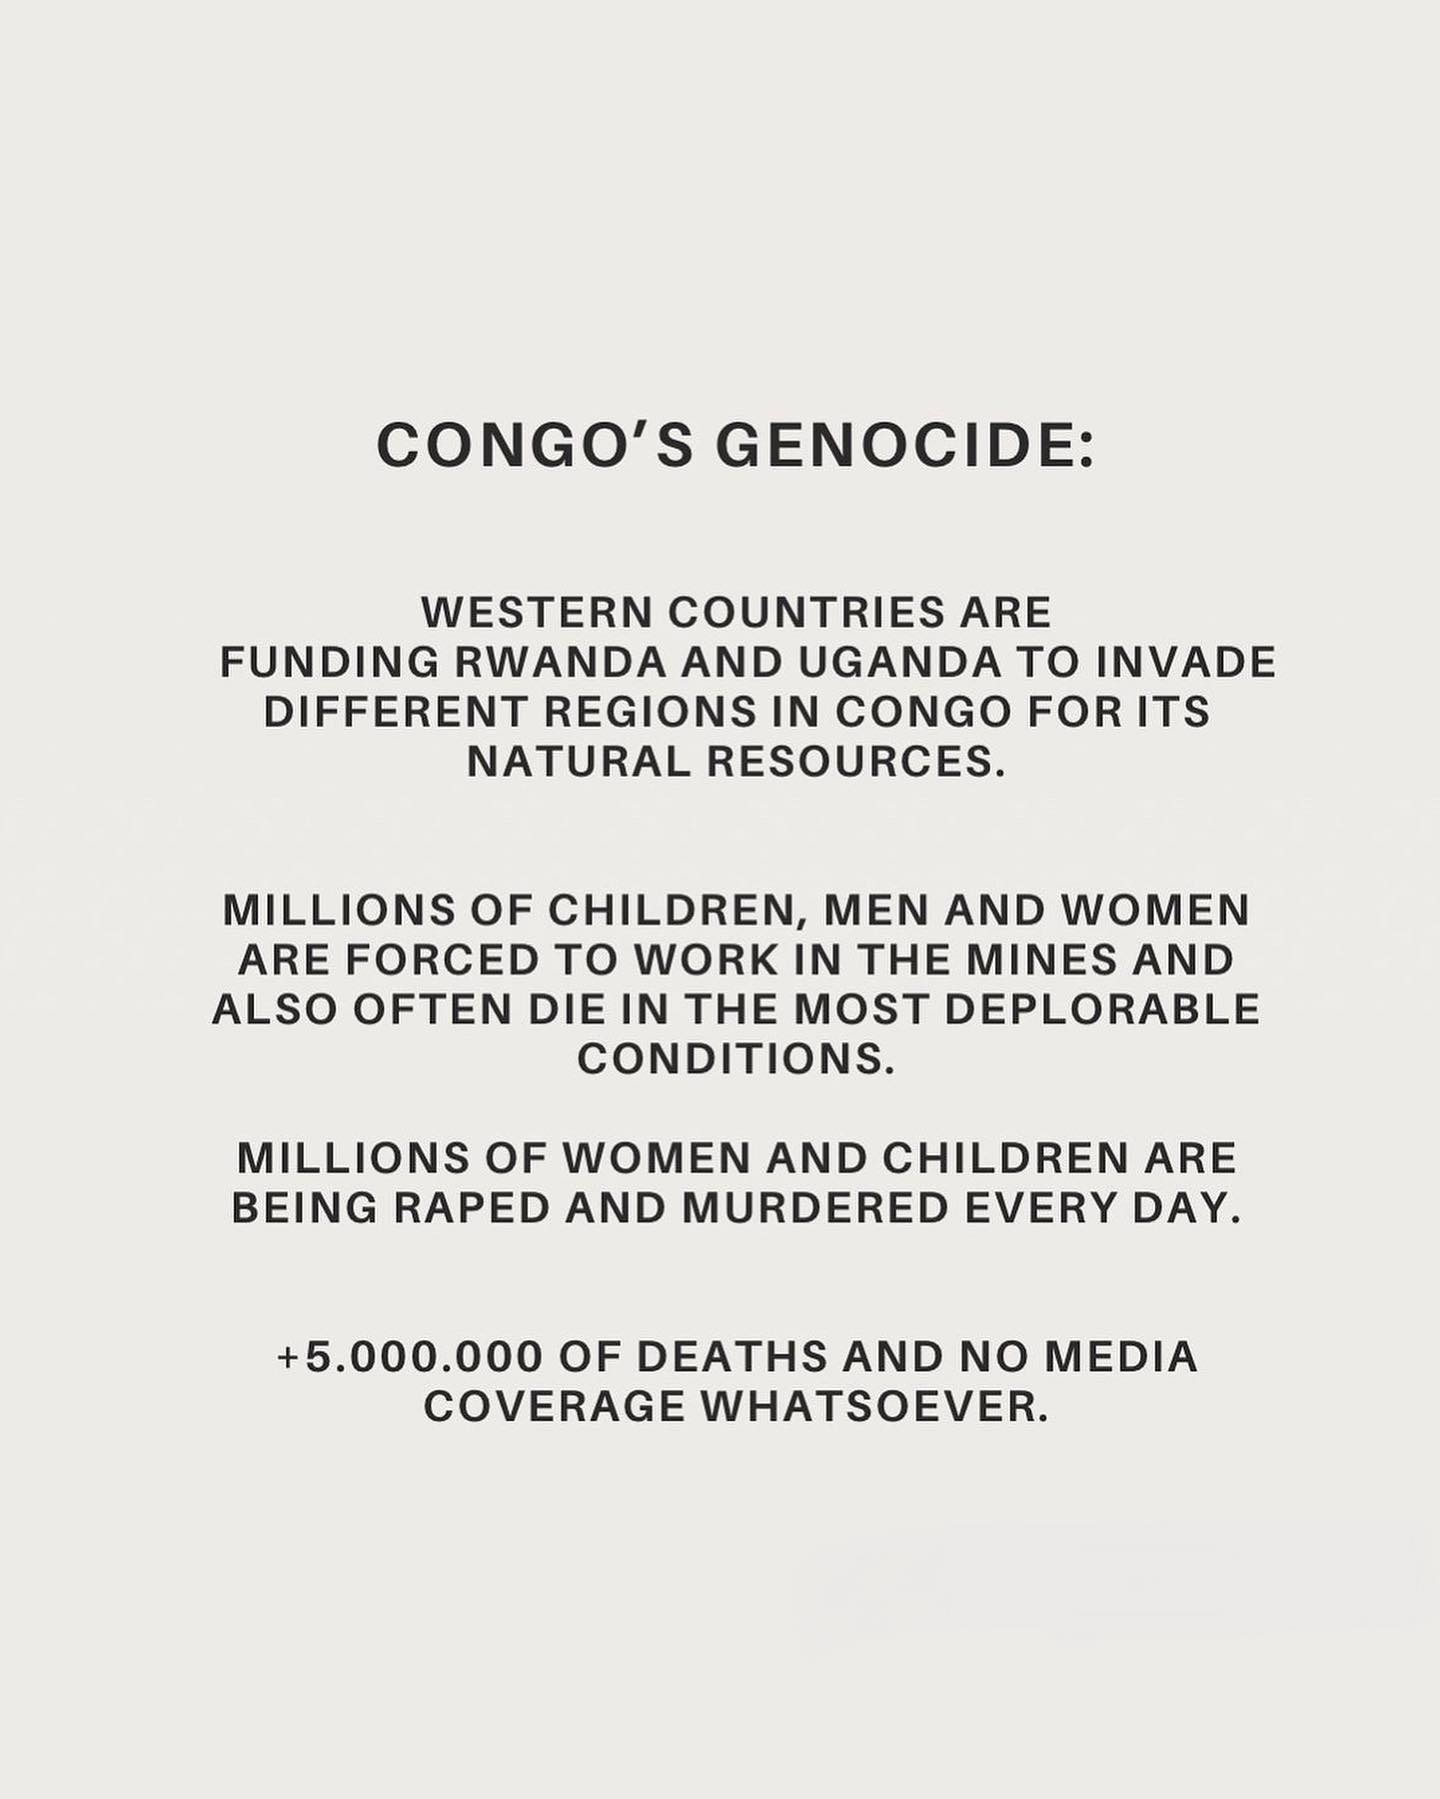 CONGO’S GENOCIDE:
WESTERN COUNTRIES ARE
FUNDING RWANDA AND UGANDA TO INVADE
DIFFERENT REGIONS IN CONGO FOR ITS
NATURAL RESOURCES.
MILLIONS OF CHILDREN, MEN AND WOMEN
ARE FORCED TO WORK IN THE MINES AND
ALSO OFTEN DIE IN THE MOST DEPLORABLE
CONDITIONS.
MILLIONS OF WOMEN AND CHILDREN ARE
BEING RAPED AND MURDERED EVERY DAY.
+5.000.000 OF DEATHS AND NO MEDIA
COVERAGE WHATSOEVER.